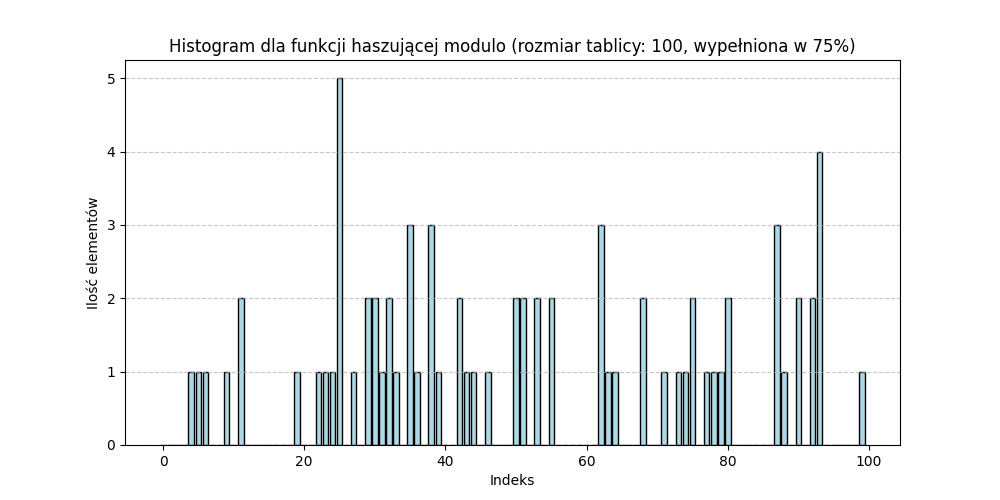 Histogram dla funkcji haszującej modulo (rozmiar tablicy: 100, wypełniona w 75%)
5
4
3
2
1
0
Ilość elementów
0 20 40 60 80 100
Indeks